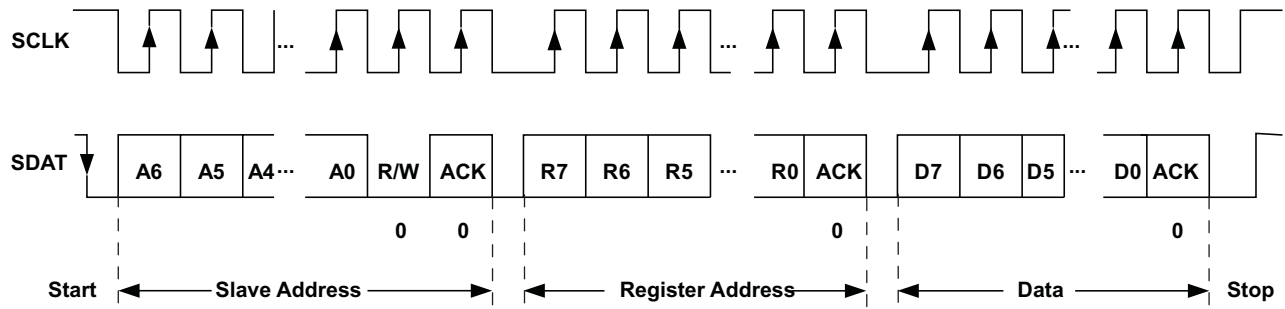 SCLK ... ... ...
SDAT A6 A5 A4 ... A0 R/W ACK R7 R6 R5 ... R0 ACK D7 D6 D5 ... D0 ACK
0 0 0 0
Start Slave Address Register Address Data Stop